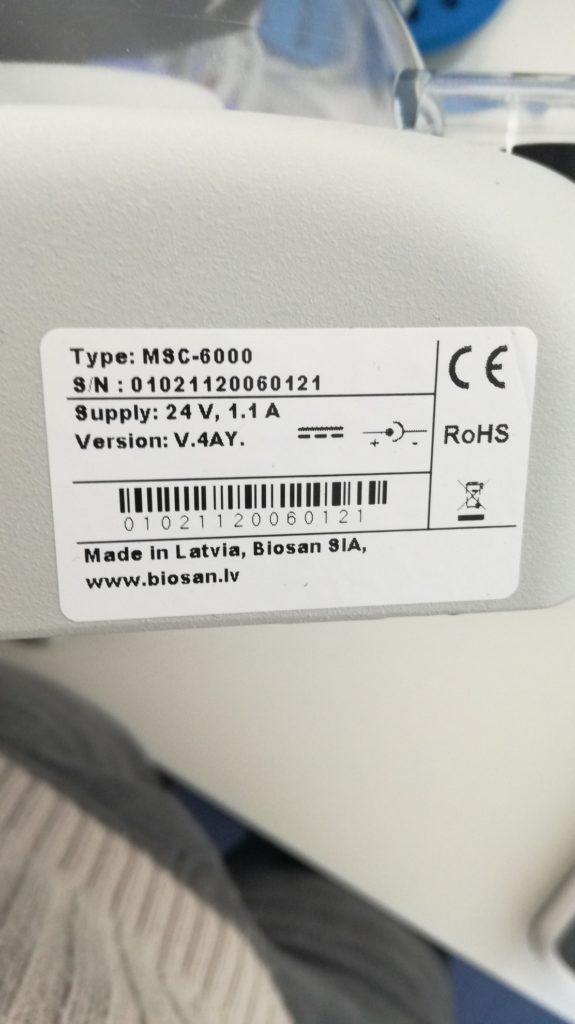 Type: MSC-6000
S/N : 01021120060121
Supply: 24 V, 1.1 A
Version: V.4AY.
+ -
CE
RoHS
01021120060121
Made in Latvia, Biosan SIA,
www.biosan.lv